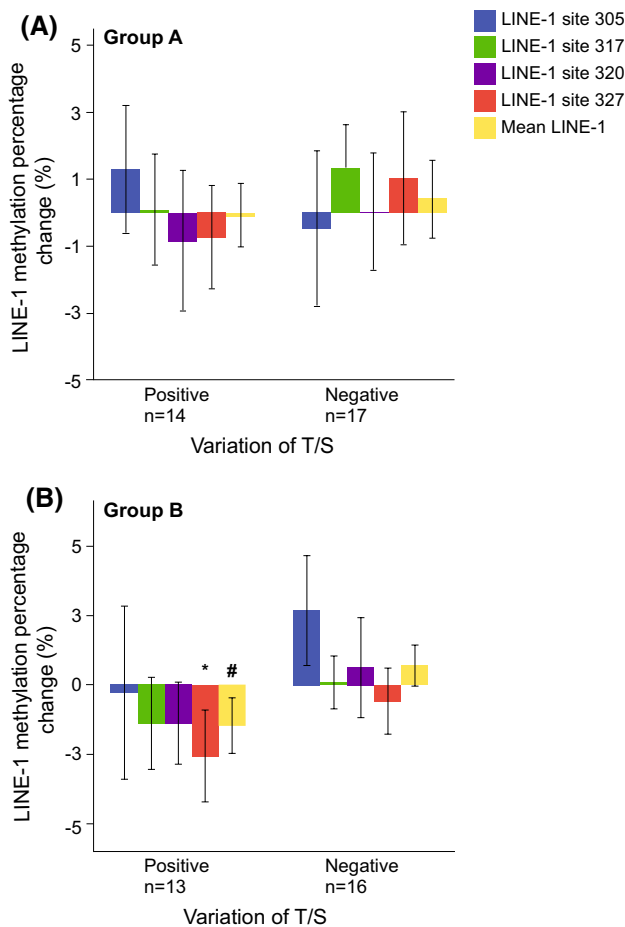 (A)
Group A
LINE-1 site 305
LINE-1 site 317
LINE-1 site 320
LINE-1 site 327
Mean LINE-1
LINE-1 methylation percentage
change (%)
5
3
1
-1
-3
-5
Positive
n=14
Negative
n=17
Variation of T/S
(B)
Group B
LINE-1 methylation percentage
change (%)
5
3
0
-3
-5
*
#
Positive
n=13
Negative
n=16
Variation of T/S